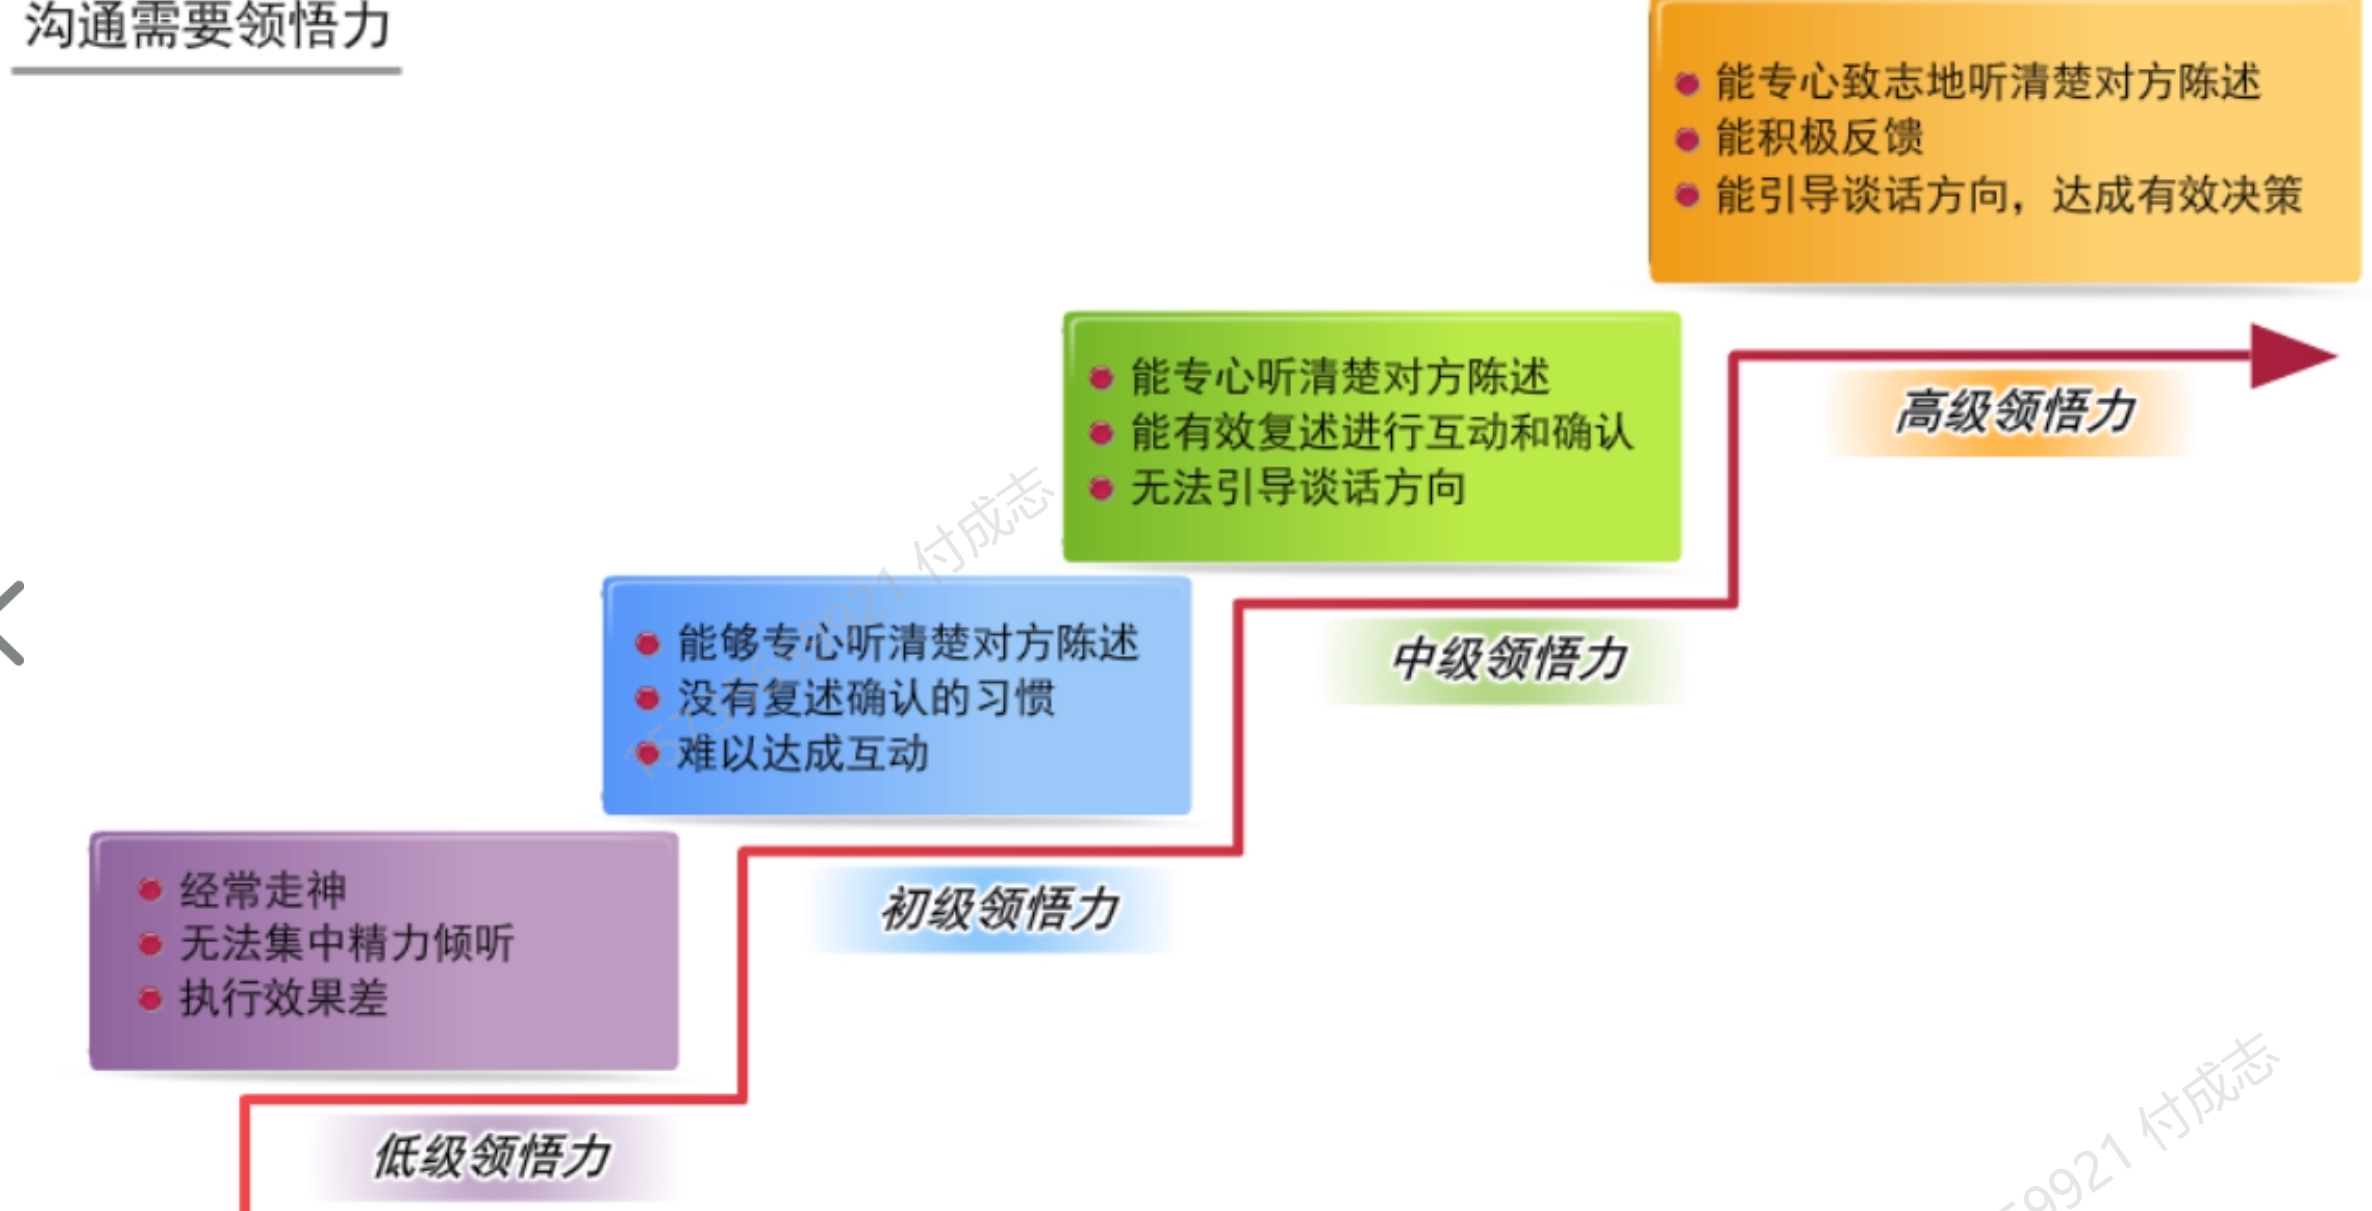 沟通需要领悟力
能专心致志地听清楚对方陈述
能积极反馈
能引导谈话方向，达成有效决策
高级领悟力
能专心听清楚对方陈述
能有效复述进行互动和确认
无法引导谈话方向
中级领悟力
能够专心听清楚对方陈述
没有复述确认的习惯
难以达成互动
初级领悟力
经常走神
无法集中精力倾听
执行效果差
低级领悟力
付成志
9921 付成志